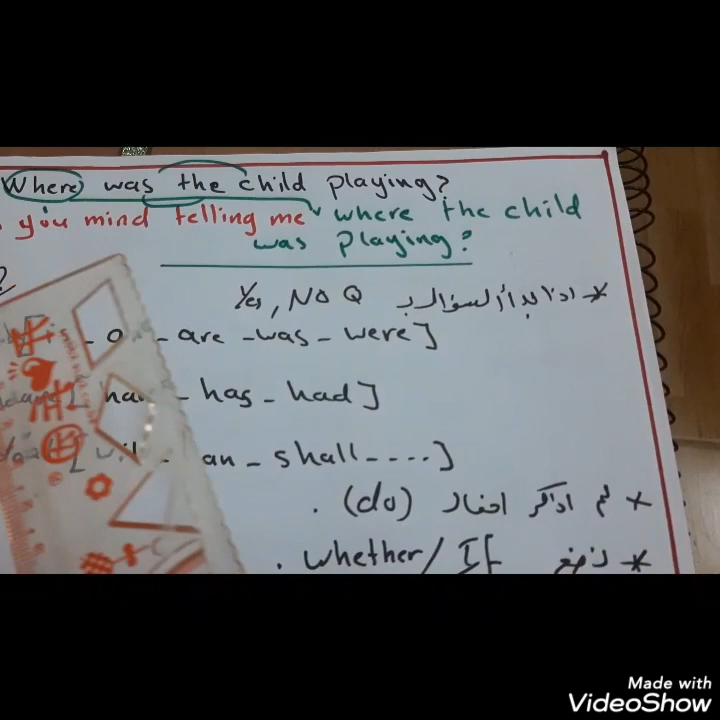 Where was the child playing?
you mind telling me where the child
was playing?
* اذا بدأ السؤال ب Yes, No Q
- are - was - were ]
- has - had ]
- shall - - - - ]
* لم اذكر افعال (do) .
* نضع whether / If .
Made with
VideoShow